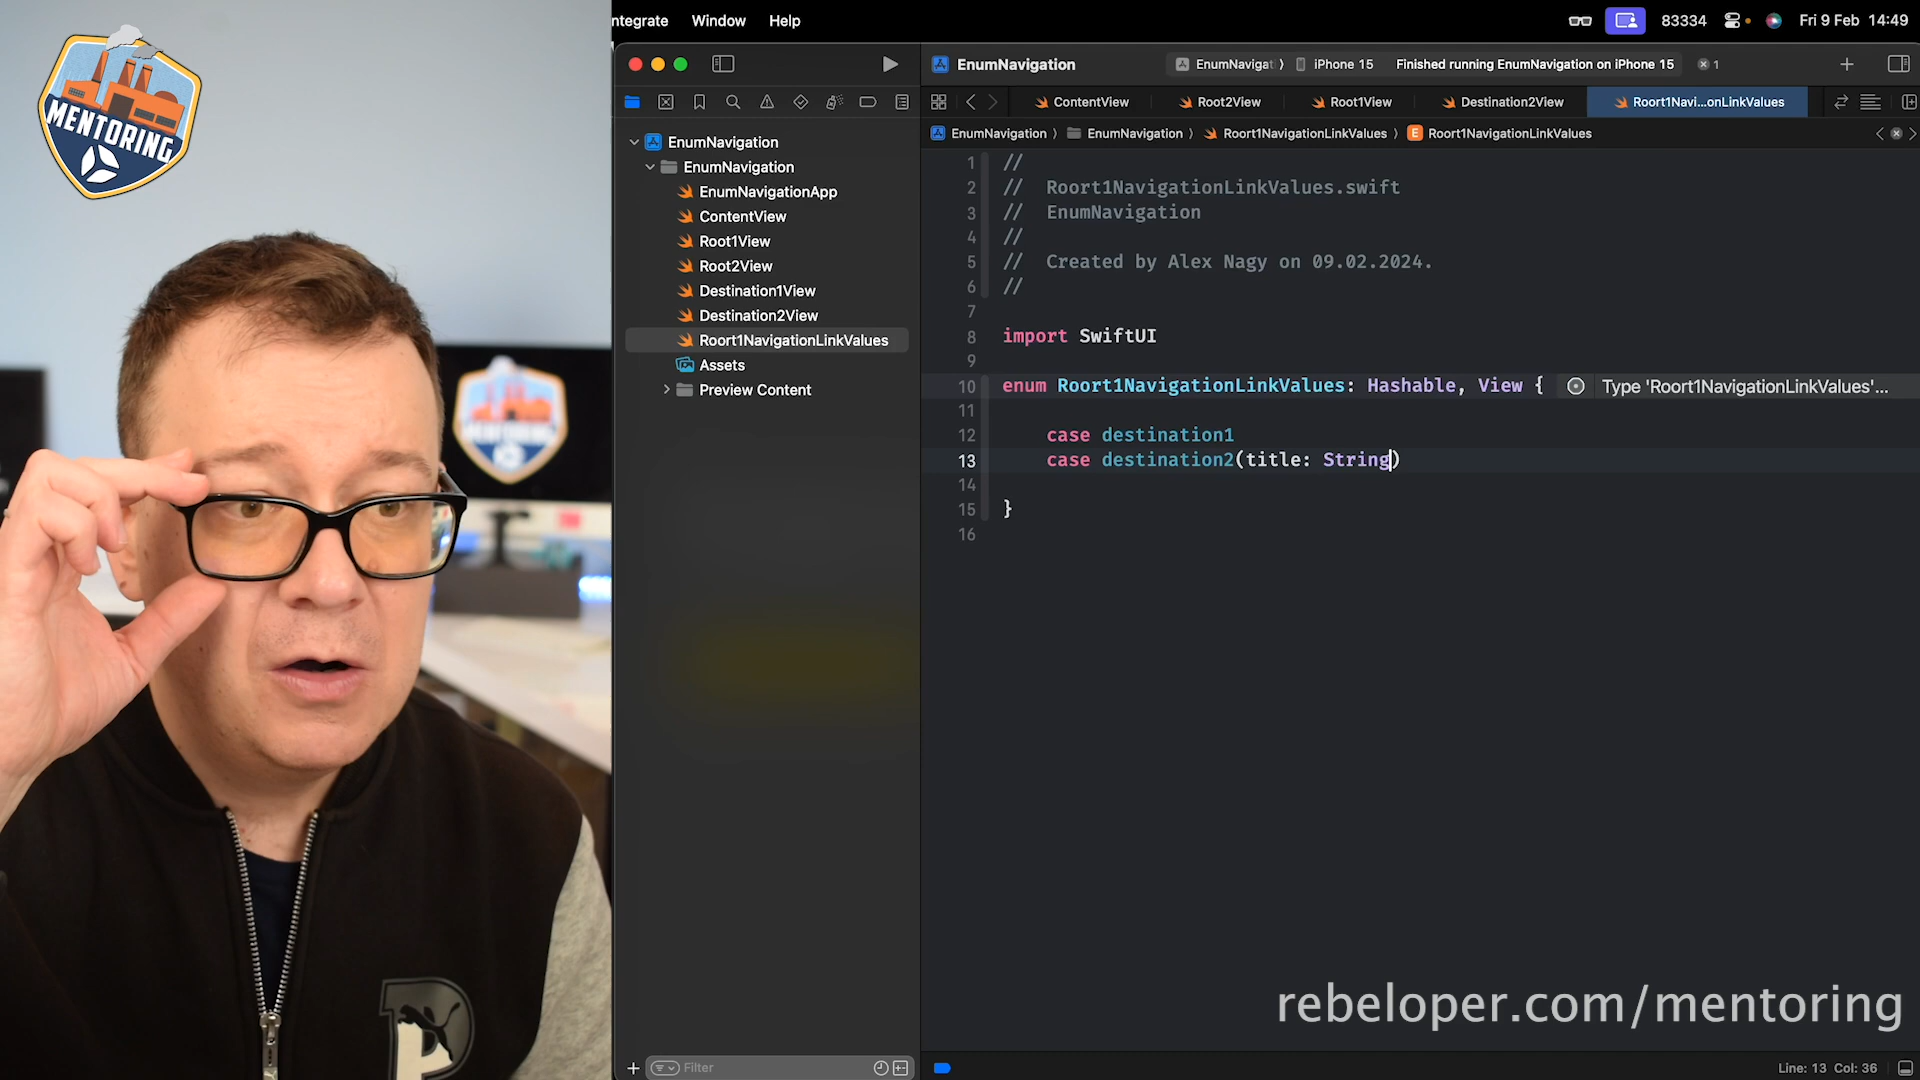 MENTORING
ntegrate Window Help
83334 Fri 9 Feb 14:49
EnumNavigation
EnumNavigati iPhone 15 Finished running EnumNavigation on iPhone 15 1
ContentView Root2View Root1View Destination2View Roort1Navi...onLinkValues
EnumNavigation EnumNavigation Roort1NavigationLinkValues E Roort1NavigationLinkValues
EnumNavigation
EnumNavigation
EnumNavigationApp
ContentView
Root1View
Root2View
Destination1View
Destination2View
Roort1NavigationLinkValues
Assets
Preview Content
Filter
1 //
2 // Roort1NavigationLinkValues.swift
3 // EnumNavigation
4 //
5 // Created by Alex Nagy on 09.02.2024.
6 //
7
8 import SwiftUI
9
10 enum Roort1NavigationLinkValues: Hashable, View { Type 'Roort1NavigationLinkValues'...
11
12 case destination1
13 case destination2(title: String)
14
15 }
16
MENTORING
P
rebeloper.com/mentoring
Line: 13 Col: 36